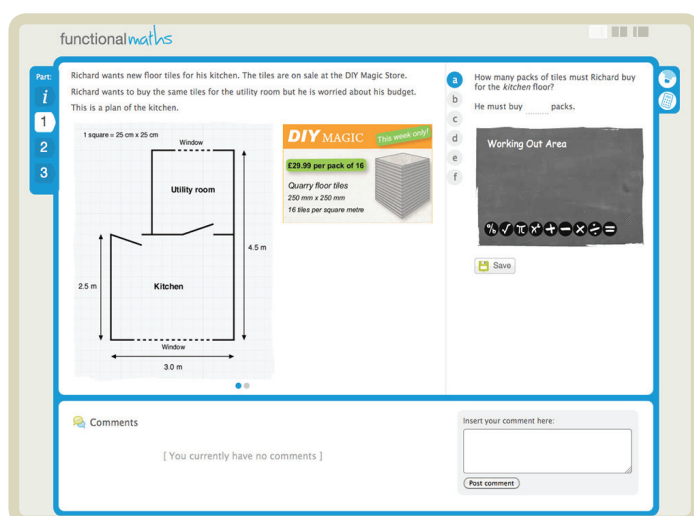 functional maths
Part:
i
1
2
3
Richard wants new floor tiles for his kitchen. The tiles are on sale at the DIY Magic Store.
Richard wants to buy the same tiles for the utility room but he is worried about his budget.
This is a plan of the kitchen.
1 square = 25 cm x 25 cm
Window
Utility room
4.5 m
2.5 m
Kitchen
Window
3.0 m
DIY MAGIC
This week only!
£29.99 per pack of 16
Quarry floor tiles
250 mm x 250 mm
16 tiles per square metre
a
b
c
d
e
f
How many packs of tiles must Richard buy
for the kitchen floor?
He must buy ........ packs.
Working Out Area
% √ π x² + − × ÷ =
Save
Comments
[ You currently have no comments ]
Insert your comment here:
Post comment